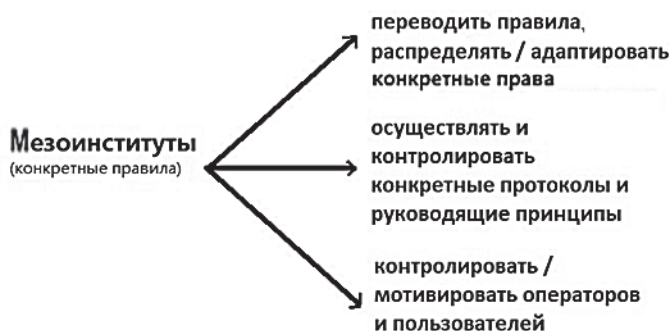 переводить правила,
распределять / адаптировать
конкретные права
Мезоинституты
(конкретные правила)
осуществлять и
контролировать
конкретные протоколы и
руководящие принципы
контролировать /
мотивировать операторов
и пользователей